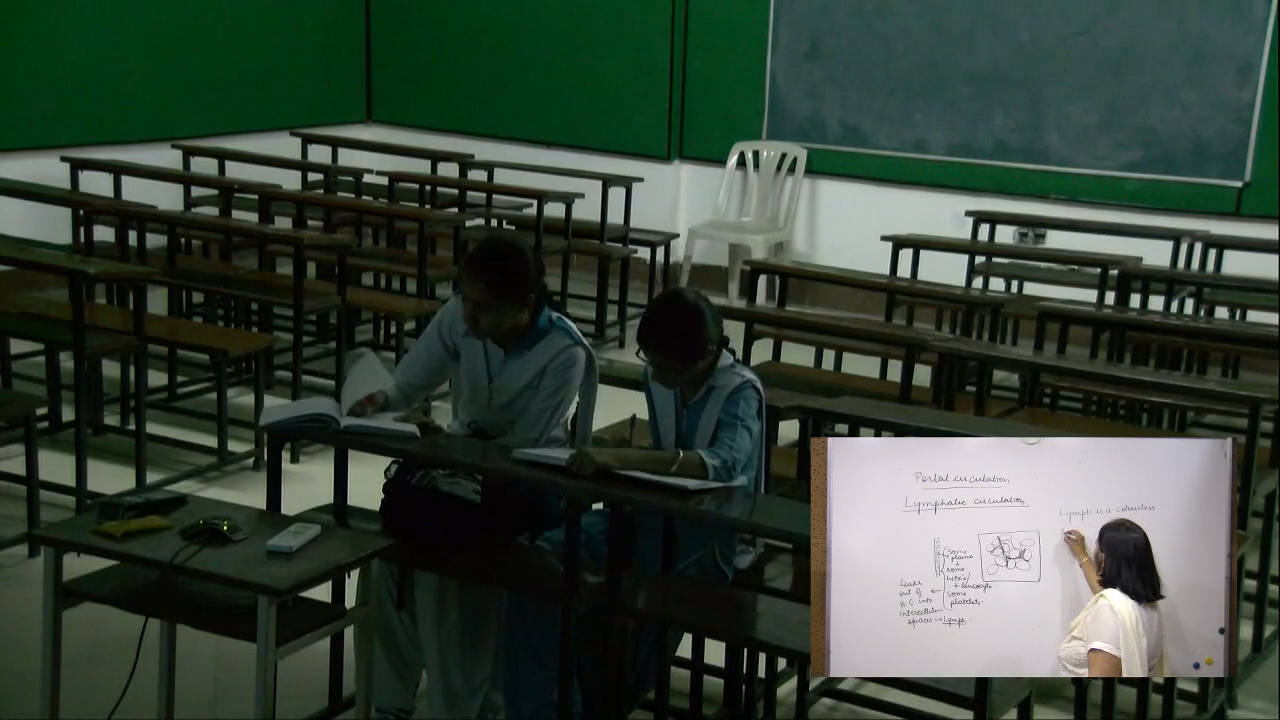 Portal circulation
Lymphatic circulation
Lymph is a colourless
some
plasma
+
some
WBC's/
+ leucocyte
some
platelets
leaks
out of ←
B.C into
intercellular
spaces → Lymph